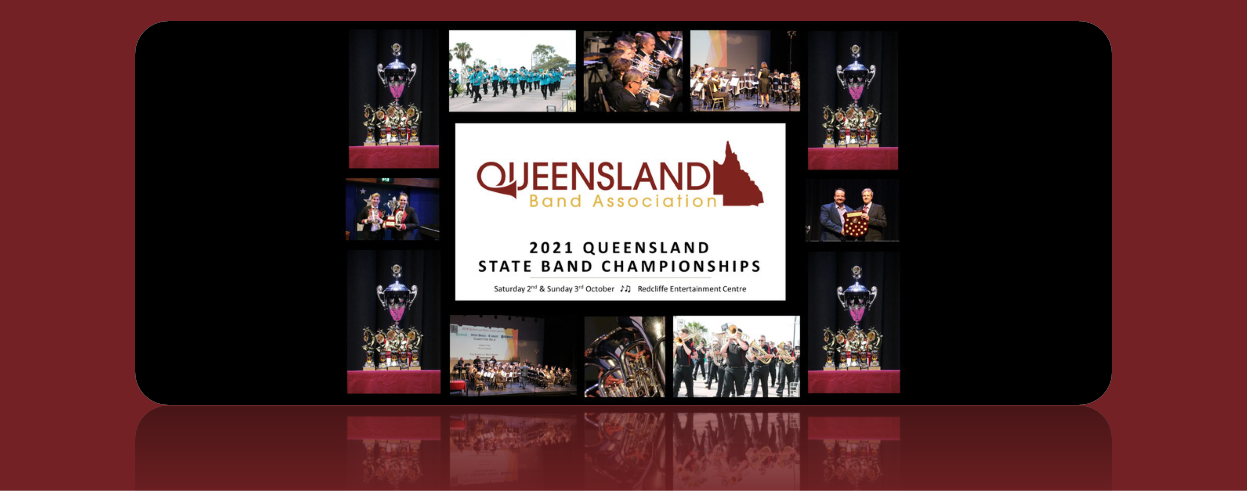 QUEENSLAND
Band Association
2021 QUEENSLAND
STATE BAND CHAMPIONSHIPS
Saturday 2nd & Sunday 3rd October ♪♫ Redcliffe Entertainment Centre